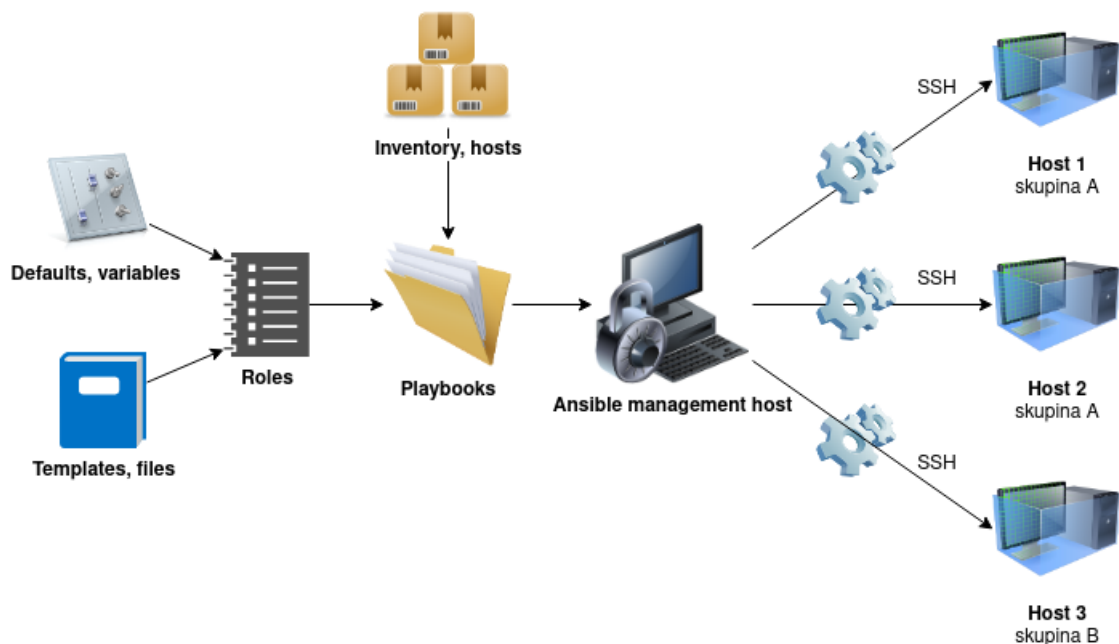 Inventory, hosts
Defaults, variables
Templates, files
Roles
Playbooks
Ansible management host
SSH
Host 1
skupina A
SSH
Host 2
skupina A
SSH
Host 3
skupina B